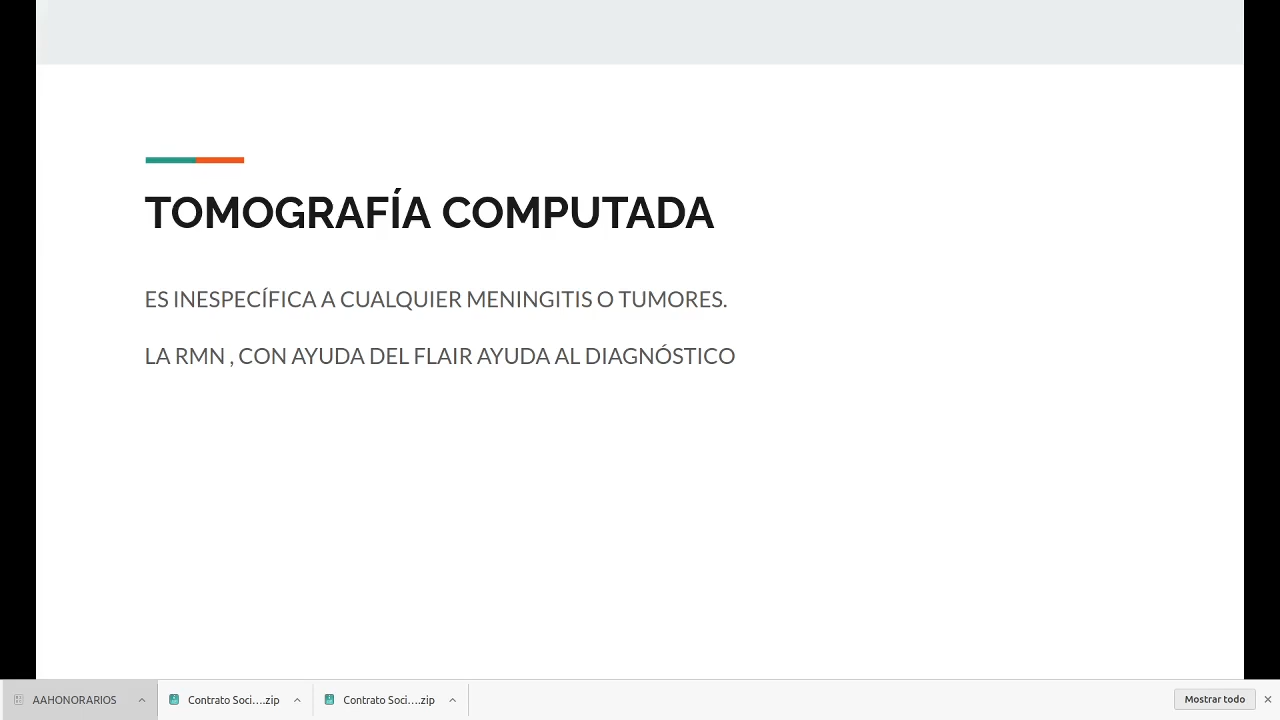 TOMOGRAFÍA COMPUTADA
ES INESPECÍFICA A CUALQUIER MENINGITIS O TUMORES.
LA RMN , CON AYUDA DEL FLAIR AYUDA AL DIAGNÓSTICO
AAHONORARIOS
Contrato Soci....zip
Contrato Soci....zip
Mostrar todo